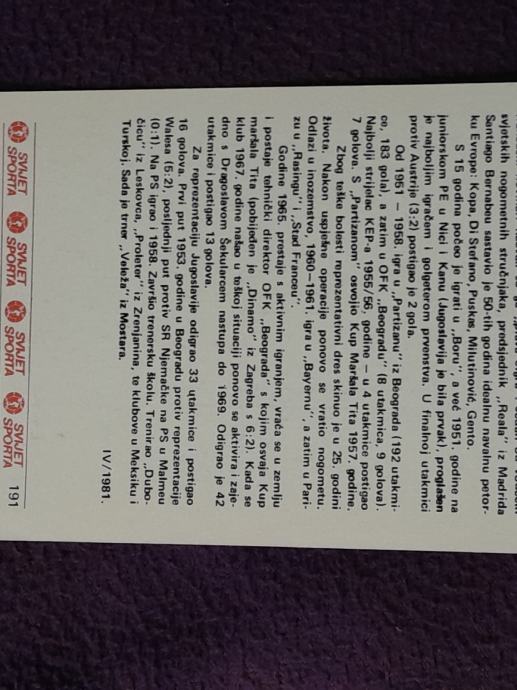 svjetskih nogometnih stručnjaka, predsjednik „Reala" iz Madrida
Santiago Bernabeu sastavio je 50-tih godina idealnu navalnu petor-
ku Evrope: Kopa, Di Stefano, Puskas, Milutinović, Gento.
S 15 godina počeo je igrati u „Boru", a već 1951. godine na
juniorskom PE u Nici i Kanu (Jugoslavija je bila prvak), proglašen
je najboljim igračem i golgeterom prvenstva. U finalnoj utakmici
protiv Austrije (3:2) postigao je 2 gola.
Od 1951 – 1958. igra u „Partizanu" iz Beograda (192 utakmi-
ce, 183 gola), a zatim u OFK „Beogradu" (8 utakmica, 9 golova).
Najbolji strijelac KEP-a 1955/56. godine – u 4 utakmice postigao
7 golova. S „Partizanom" osvojio Kup Maršala Tita 1957. godine.
Zbog teške bolesti reprezentativni dres skinuo je u 25. godini
života. Nakon uspješne operacije ponovo se vratio nogometu.
Odlazi u inozemstvo, 1960–1961. igra u „Bayernu", a zatim u Pari-
zu u „Rasingu" i „Stad Franceu".
Godine 1965. prestaje s aktivnim igranjem, vraća se u zemlju
i postaje tehnički direktor OFK „Beograda" s kojim osvaja Kup
maršala Tita (pobijeđen je „Dinamo" iz Zagreba s 6:2). Kada se
klub 1967. godine našao u teškoj situaciji ponovo se aktivira i zaje-
dno s Dragoslavom Šekularcem nastupa do 1969. Odigrao je 42
utakmice i postigao 13 golova.
Za reprezentaciju Jugoslavije odigrao 33 utakmice i postigao
16 golova. Prvi put 1953. godine u Beogradu protiv reprezentacije
Walesa (5:2), posljednji put protiv SR Njemačke na PS u Malmeu
(0:1). Na PS igrao i 1958. Završio trenersku školu. Trenirao „Dubo-
čicu" iz Leskovca, „Proleter" iz Zrenjanina, te klubove u Meksiku i
Turskoj. Sada je trner „Veleža" iz Mostara.
IV/1981.
SVIJET SPORTA
SVIJET SPORTA
SVIJET SPORTA
SVIJET SPORTA
191